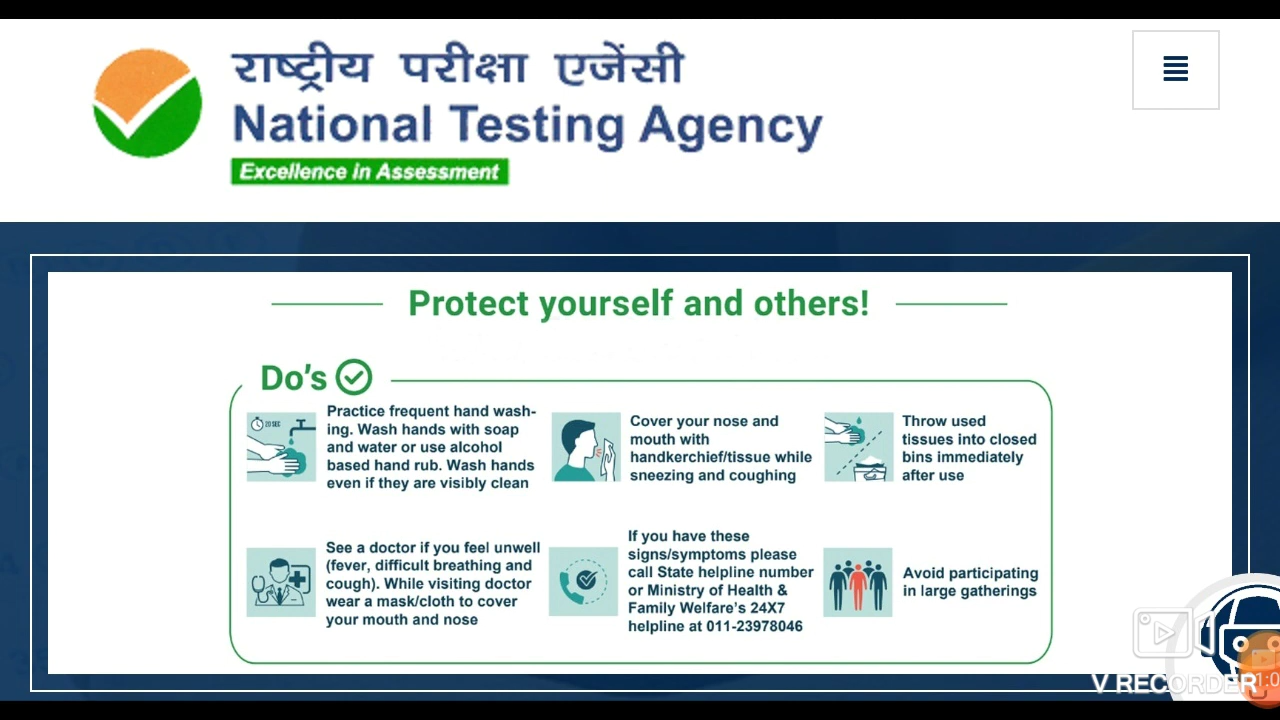 राष्ट्रीय परीक्षा एजेंसी
National Testing Agency
Excellence in Assessment
Protect yourself and others!
Do's
20 SEC
Practice frequent hand wash-
ing. Wash hands with soap
and water or use alcohol
based hand rub. Wash hands
even if they are visibly clean
Cover your nose and
mouth with
handkerchief/tissue while
sneezing and coughing
Throw used
tissues into closed
bins immediately
after use
See a doctor if you feel unwell
(fever, difficult breathing and
cough). While visiting doctor
wear a mask/cloth to cover
your mouth and nose
If you have these
signs/symptoms please
call State helpline number
or Ministry of Health &
Family Welfare's 24X7
helpline at 011-23978046
Avoid participating
in large gatherings
V RECORDER